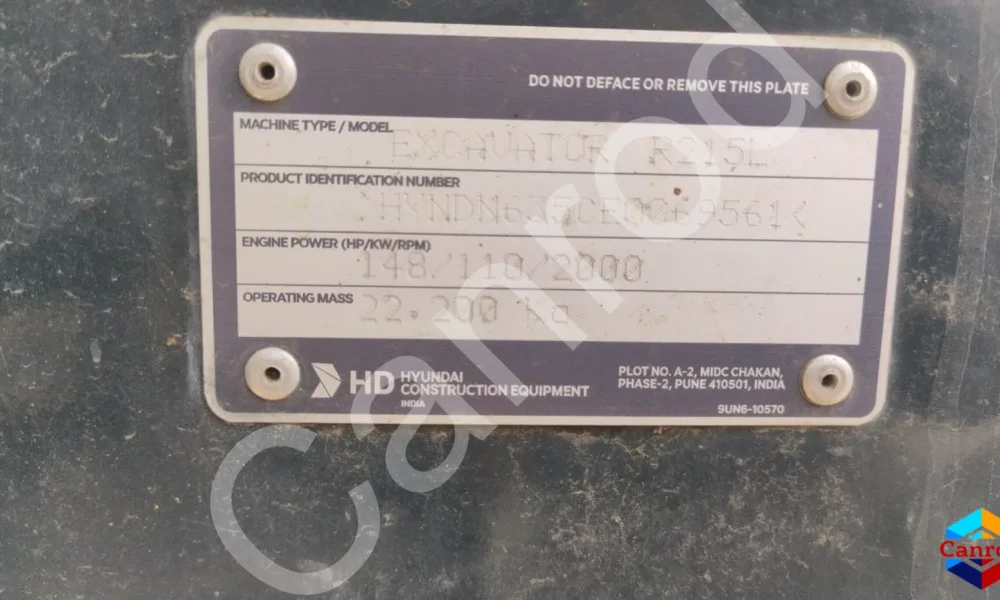 DO NOT DEFACE OR REMOVE THIS PLATE
MACHINE TYPE / MODEL
EXCAVATOR R215L
PRODUCT IDENTIFICATION NUMBER
ENGINE POWER (HP/KW/RPM)
148/110/2000
OPERATING MASS
22,200 kg
HD HYUNDAI
CONSTRUCTION EQUIPMENT
INDIA
PLOT NO. A-2, MIDC CHAKAN,
PHASE-2, PUNE 410501, INDIA
9UN6-10570
Canrod